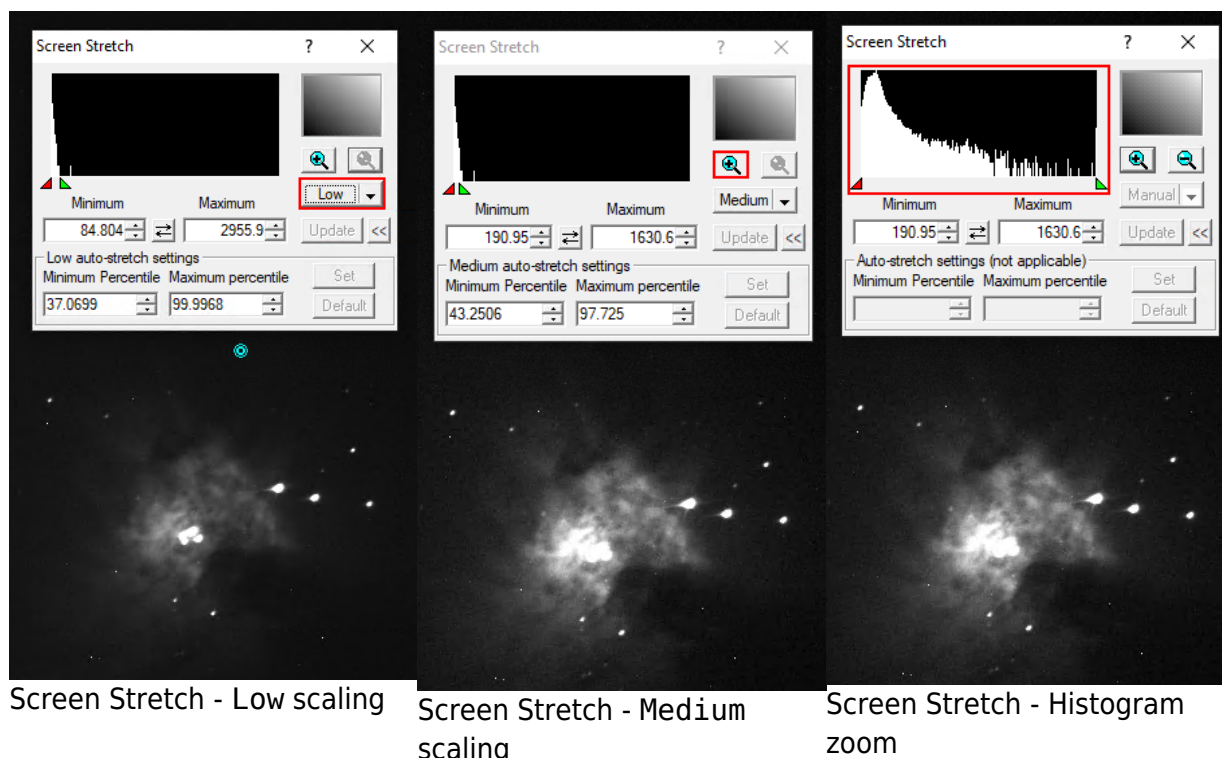 Screen Stretch ? ×
Low
Minimum Maximum
84.804 2955.9 Update <<
Low auto-stretch settings
Minimum Percentile Maximum percentile Set
37.0699 99.9968 Default
Screen Stretch - Low scaling
Screen Stretch ? ×
Medium
Minimum Maximum
190.95 1630.6 Update <<
Medium auto-stretch settings
Minimum Percentile Maximum percentile Set
43.2506 97.725 Default
Screen Stretch - Medium
scaling
Screen Stretch ? ×
Manual
Minimum Maximum
190.95 1630.6 Update <<
Auto-stretch settings (not applicable)
Minimum Percentile Maximum percentile Set
Default
Screen Stretch - Histogram
zoom